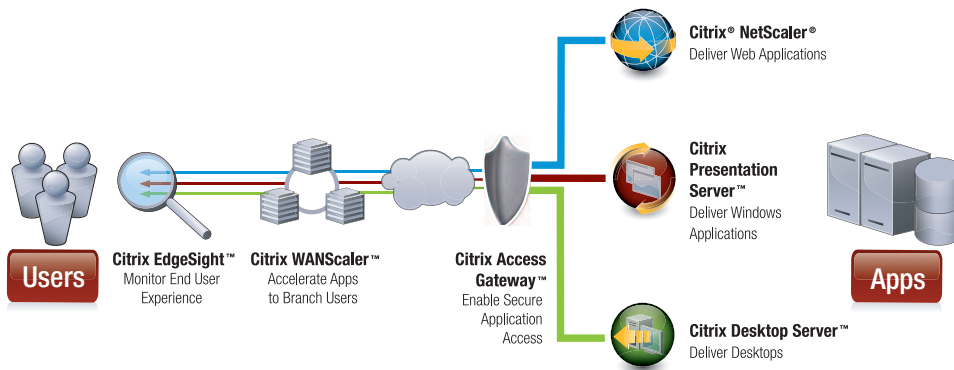 Citrix® NetScaler®
Deliver Web Applications
Citrix
Presentation
Server™
Deliver Windows
Applications
Users
Citrix EdgeSight™
Monitor End User
Experience
Citrix WANScaler™
Accelerate Apps
to Branch Users
Citrix Access
Gateway™
Enable Secure
Application
Access
Apps
Citrix Desktop Server™
Deliver Desktops